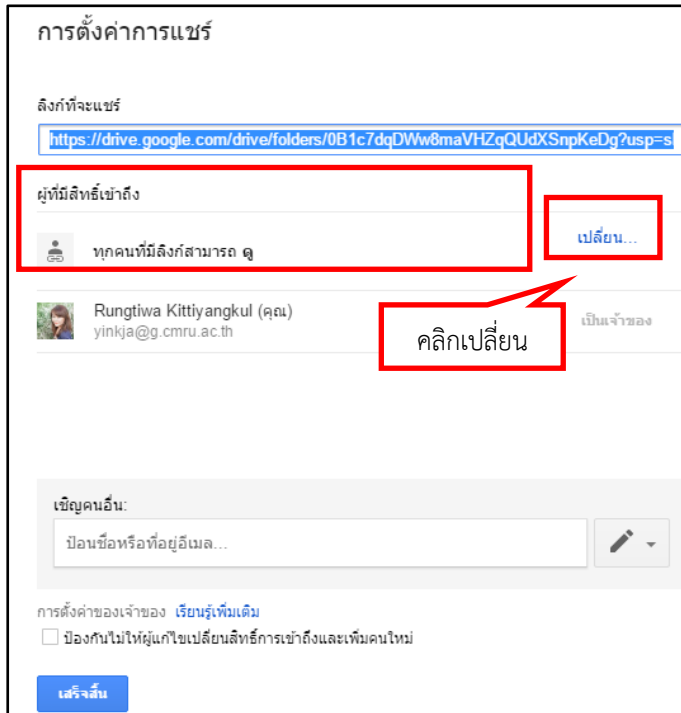 การตั้งค่าการแชร์
ลิงก์ที่จะแชร์
https://drive.google.com/drive/folders/0B1c7dqDWw8maVHZqQUdXSnpKeDg?usp=s
ผู้ที่มีสิทธิ์เข้าถึง
ทุกคนที่มีลิงก์สามารถ ดู
เปลี่ยน...
Rungtiwa Kittiyangkul (คุณ)
yinkja@g.cmru.ac.th
เป็นเจ้าของ
คลิกเปลี่ยน
เชิญคนอื่น:
ป้อนชื่อหรือที่อยู่อีเมล...
การตั้งค่าของเจ้าของ เรียนรู้เพิ่มเติม
ป้องกันไม่ให้ผู้แก้ไขเปลี่ยนสิทธิ์การเข้าถึงและเพิ่มคนใหม่
เสร็จสิ้น